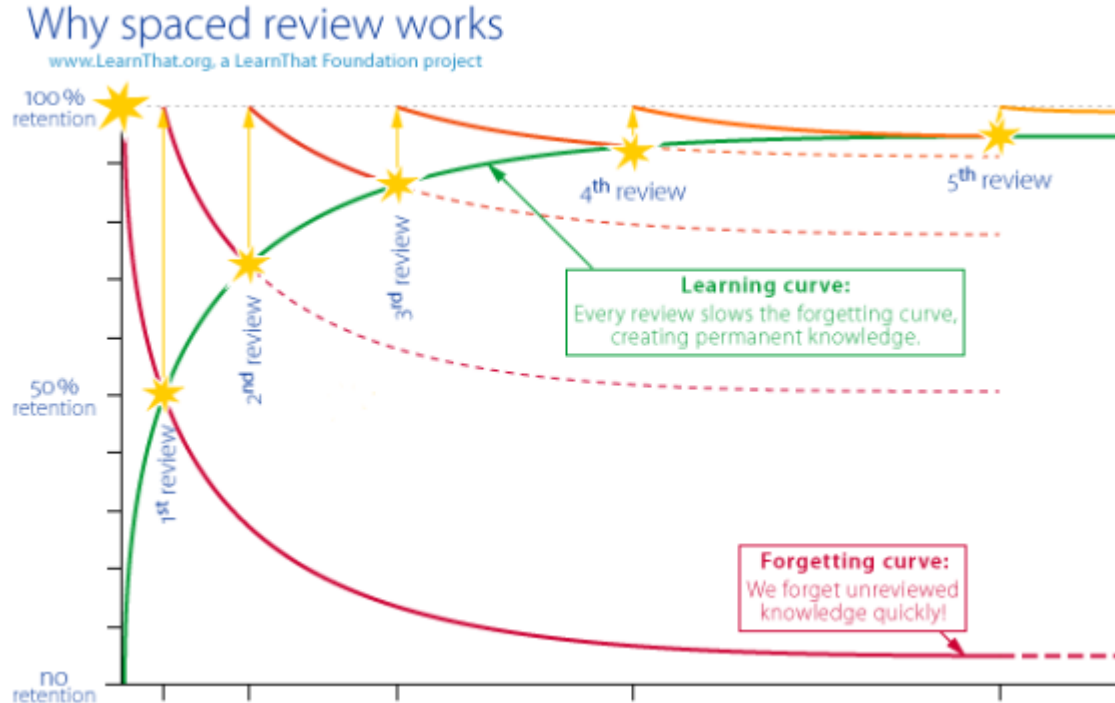 Why spaced review works
www.LearnThat.org, a LearnThat Foundation project
100%
retention
50%
retention
no
retention
1st review
2nd review
3rd review
4th review
5th review
Learning curve:
Every review slows the forgetting curve,
creating permanent knowledge.
Forgetting curve:
We forget unreviewed
knowledge quickly!